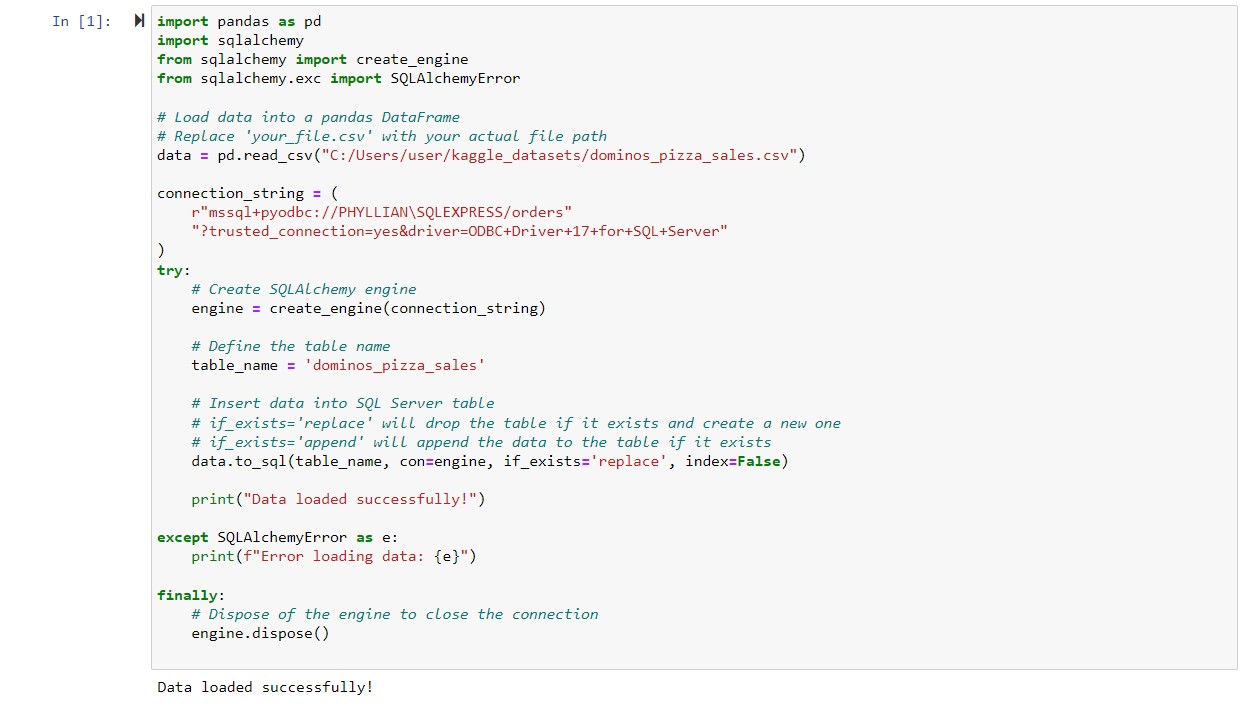 In [1]:
import pandas as pd
import sqlalchemy
from sqlalchemy import create_engine
from sqlalchemy.exc import SQLAlchemyError
# Load data into a pandas DataFrame
# Replace 'your_file.csv' with your actual file path
data = pd.read_csv("C:/Users/user/kaggle_datasets/dominos_pizza_sales.csv")
connection_string = (
    r"mssql+pyodbc://PHYLLIAN\SQLEXPRESS/orders"
    "?trusted_connection=yes&driver=ODBC+Driver+17+for+SQL+Server"
)
try:
    # Create SQLAlchemy engine
    engine = create_engine(connection_string)
    # Define the table name
    table_name = 'dominos_pizza_sales'
    # Insert data into SQL Server table
    # if_exists='replace' will drop the table if it exists and create a new one
    # if_exists='append' will append the data to the table if it exists
    data.to_sql(table_name, con=engine, if_exists='replace', index=False)
    print("Data loaded successfully!")
except SQLAlchemyError as e:
    print(f"Error loading data: {e}")
finally:
    # Dispose of the engine to close the connection
    engine.dispose()
Data loaded successfully!